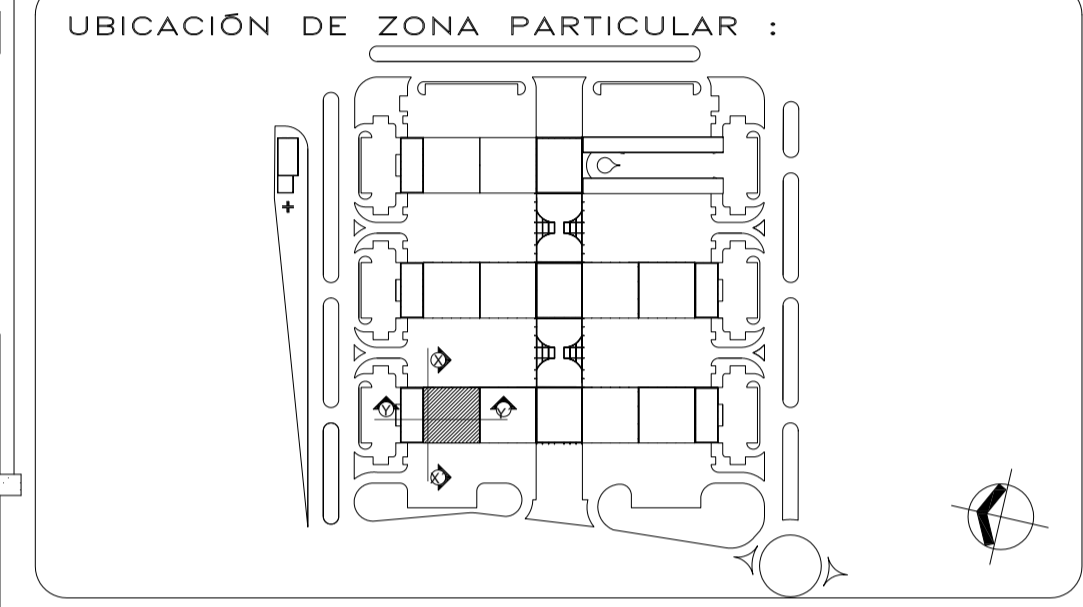 UBICACIÓN DE ZONA PARTICULAR :
X
Y Y'
X'